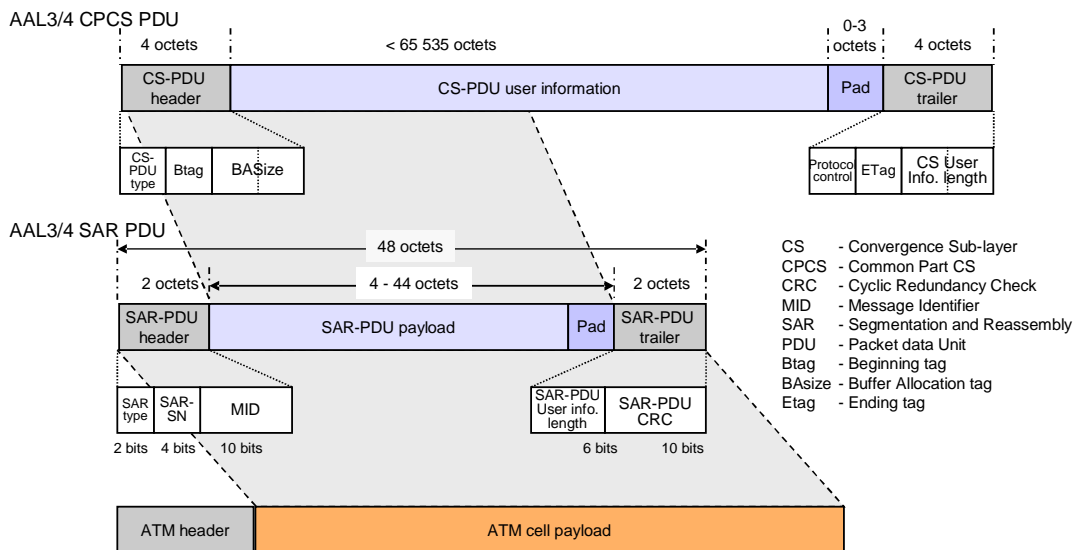 AAL3/4 CPCS PDU
4 octets
< 65 535 octets
0-3
octets
4 octets
CS-PDU
header
CS-PDU user information
Pad
CS-PDU
trailer
CS-
PDU
type
Btag
BASize
Protocol
control
ETag
CS User
Info. length
AAL3/4 SAR PDU
48 octets
2 octets
4 - 44 octets
2 octets
SAR-PDU
header
SAR-PDU payload
Pad
SAR-PDU
trailer
SAR
type
SAR-
SN
MID
SAR-PDU
User info.
length
SAR-PDU
CRC
2 bits
4 bits
10 bits
6 bits
10 bits
CS - Convergence Sub-layer
CPCS - Common Part CS
CRC - Cyclic Redundancy Check
MID - Message Identifier
SAR - Segmentation and Reassembly
PDU - Packet data Unit
Btag - Beginning tag
BAsize - Buffer Allocation tag
Etag - Ending tag
ATM header
ATM cell payload